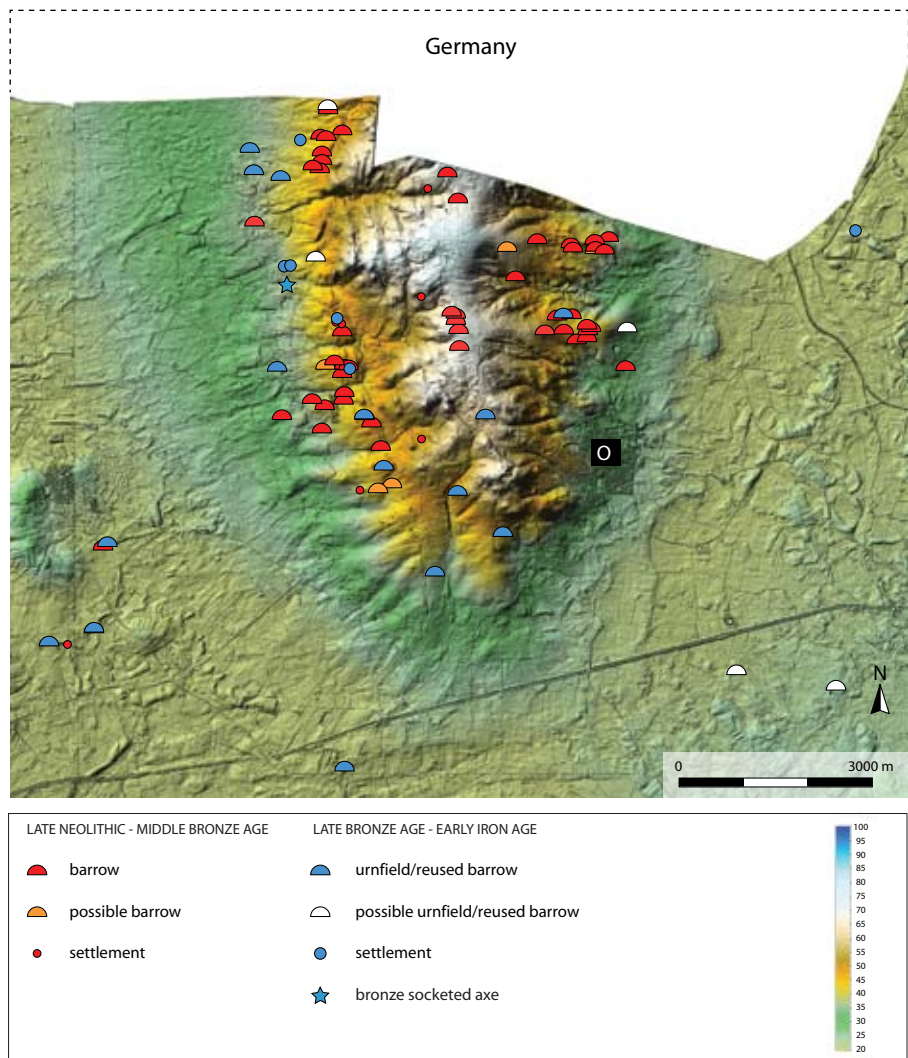 Germany
O
N
0 3000 m
LATE NEOLITHIC - MIDDLE BRONZE AGE
barrow
possible barrow
settlement
LATE BRONZE AGE - EARLY IRON AGE
urnfield/reused barrow
possible urnfield/reused barrow
settlement
bronze socketed axe
100
95
90
85
80
75
70
65
60
55
50
45
40
35
30
25
20